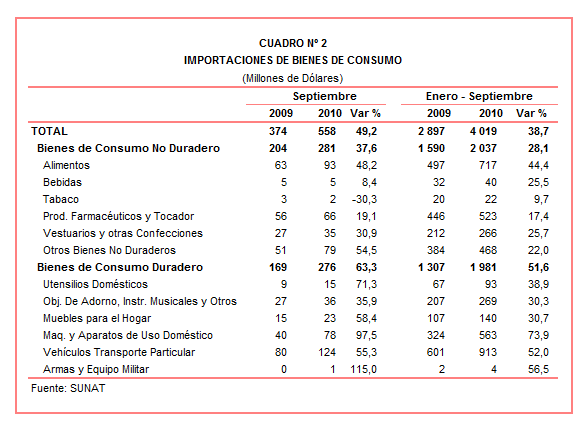 CUADRO Nº 2
IMPORTACIONES DE BIENES DE CONSUMO
(Millones de Dólares)
Septiembre Enero - Septiembre
2009 2010 Var % 2009 2010 Var %
TOTAL 374 558 49,2 2 897 4 019 38,7
Bienes de Consumo No Duradero 204 281 37,6 1 590 2 037 28,1
Alimentos 63 93 48,2 497 717 44,4
Bebidas 5 5 8,4 32 40 25,5
Tabaco 3 2 -30,3 20 22 9,7
Prod. Farmacéuticos y Tocador 56 66 19,1 446 523 17,4
Vestuarios y otras Confecciones 27 35 30,9 212 266 25,7
Otros Bienes No Duraderos 51 79 54,5 384 468 22,0
Bienes de Consumo Duradero 169 276 63,3 1 307 1 981 51,6
Utensilios Domésticos 9 15 71,3 67 93 38,9
Obj. De Adorno, Instr. Musicales y Otros 27 36 35,9 207 269 30,3
Muebles para el Hogar 15 23 58,4 107 140 30,7
Maq. y Aparatos de Uso Doméstico 40 78 97,5 324 563 73,9
Vehículos Transporte Particular 80 124 55,3 601 913 52,0
Armas y Equipo Militar 0 1 115,0 2 4 56,5
Fuente: SUNAT